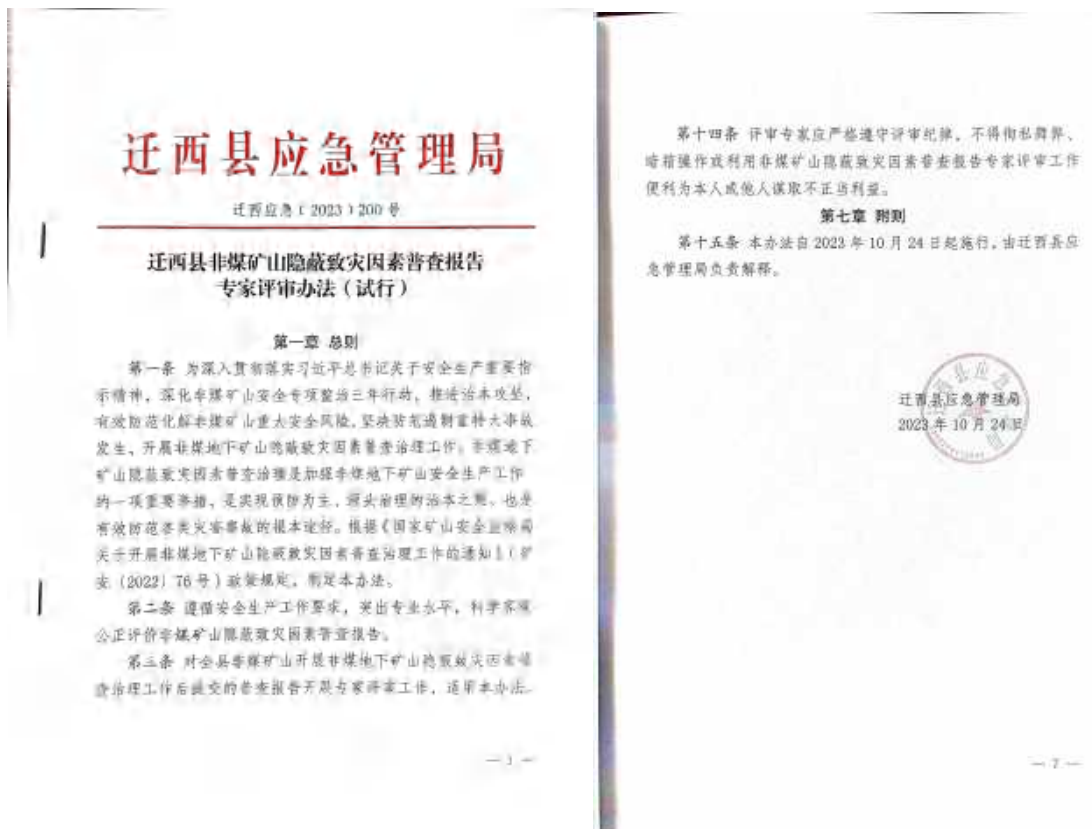 迁西县应急管理局
迁西应急〔2023〕200号
迁西县非煤矿山隐蔽致灾因素普查报告
专家评审办法（试行）
第一章 总则
第一条 为深入贯彻落实习近平总书记关于安全生产重要指
示精神，深化非煤矿山安全专项整治三年行动，推进治本攻坚，
有效防范化解非煤矿山重大安全风险，坚决防范遏制重特大事故
发生，开展非煤地下矿山隐蔽致灾因素普查治理工作。非煤地下
矿山隐蔽致灾因素普查治理是加强非煤地下矿山安全生产工作
的一项重要举措，是实现预防为主、源头治理的治本之策，也是
有效防范各类灾害事故的根本途径。根据《国家矿山安全监察局
关于开展非煤地下矿山隐蔽致灾因素普查治理工作的通知》（矿
安〔2022〕76号）政策规定，制定本办法。
第二条 遵循安全生产工作要求，突出专业水平，科学客观
公正评价非煤矿山隐蔽致灾因素普查报告。
第三条 对全县非煤矿山开展非煤地下矿山隐蔽致灾因素普
查治理工作后提交的普查报告开展专家评审工作，适用本办法。
— 1 —
第十四条 评审专家应严格遵守评审纪律，不得徇私舞弊、
暗箱操作或利用非煤矿山隐蔽致灾因素普查报告专家评审工作
便利为本人或他人谋取不正当利益。
第七章 附则
第十五条 本办法自2023年10月24日起施行，由迁西县应
急管理局负责解释。
迁西县应急管理局
2023年10月24日
— 7 —